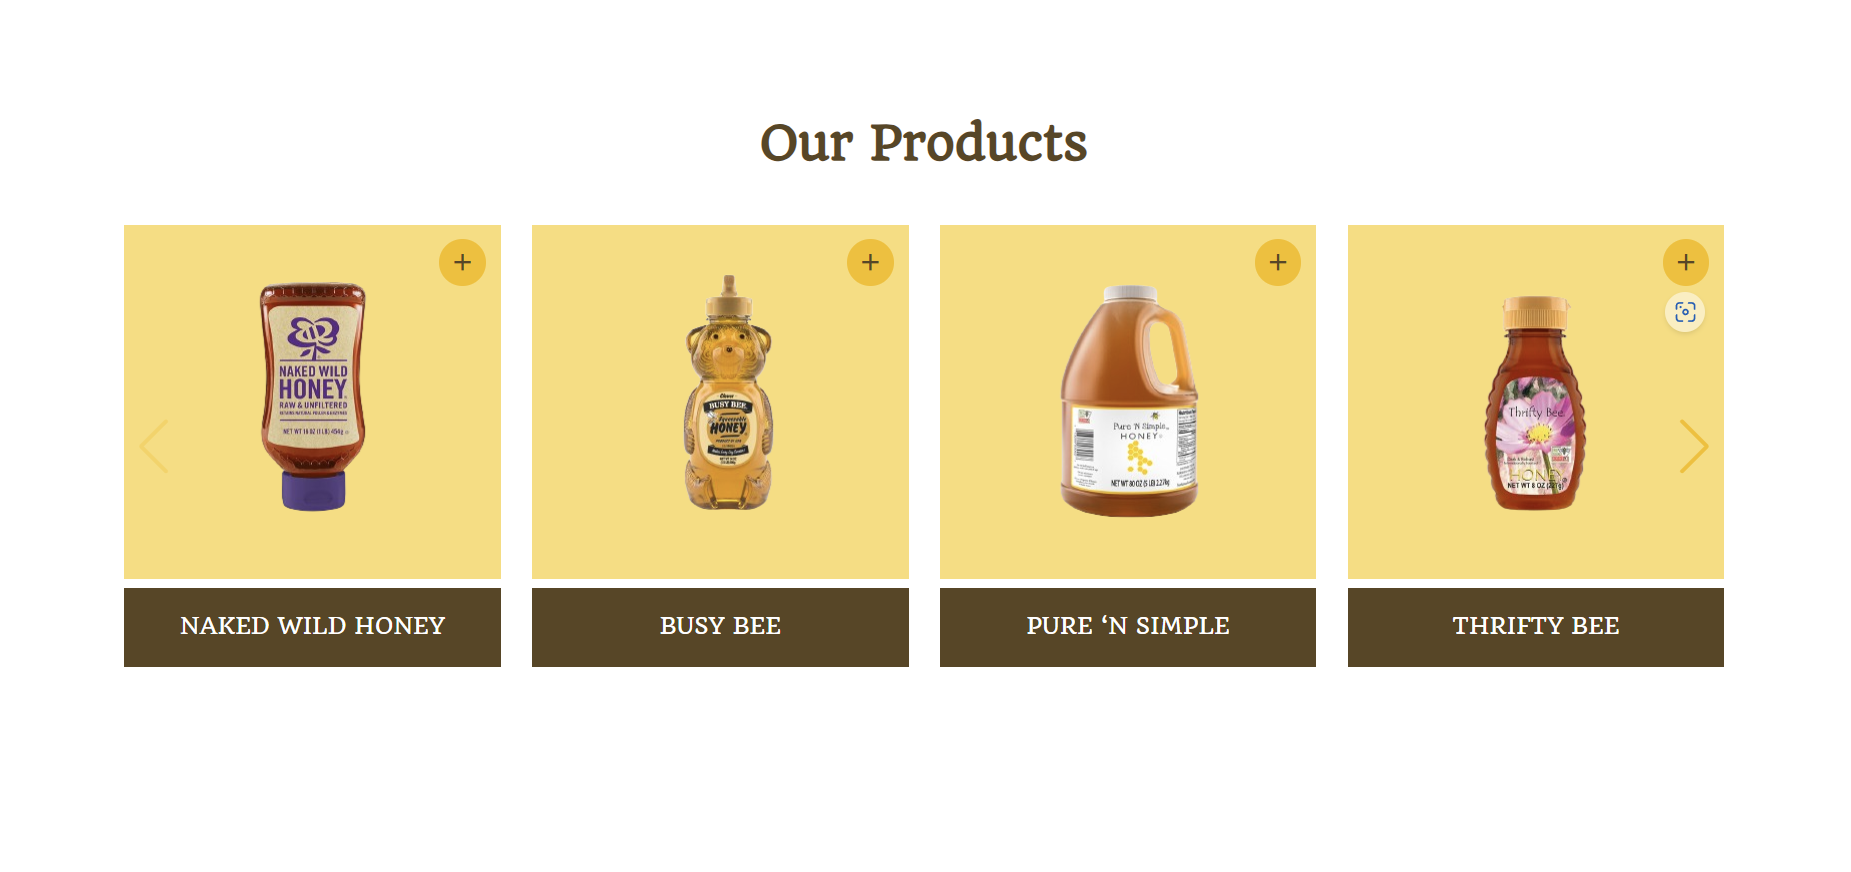 Our Products
NAKED WILD
HONEY
RAW & UNFILTERED
NET WT 16 OZ (1 LB) 454g
BUSY BEE
HONEY
Pure 'N Simple
HONEY
NET WT 80 OZ (5 LB) 2.27kg
Thrifty Bee
HONEY
NET WT 8 OZ (227g)
NAKED WILD HONEY
BUSY BEE
PURE ‘N SIMPLE
THRIFTY BEE